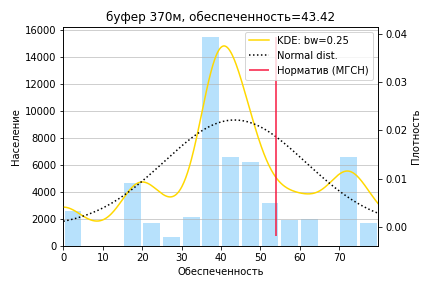 буфер 370м, обеспеченность=43.42
KDE: bw=0.25
Normal dist.
Норматив (МГСН)
Население
16000
14000
12000
10000
8000
6000
4000
2000
0
0.04
0.03
0.02
0.01
0.00
Плотность
0 10 20 30 40 50 60 70
Обеспеченность